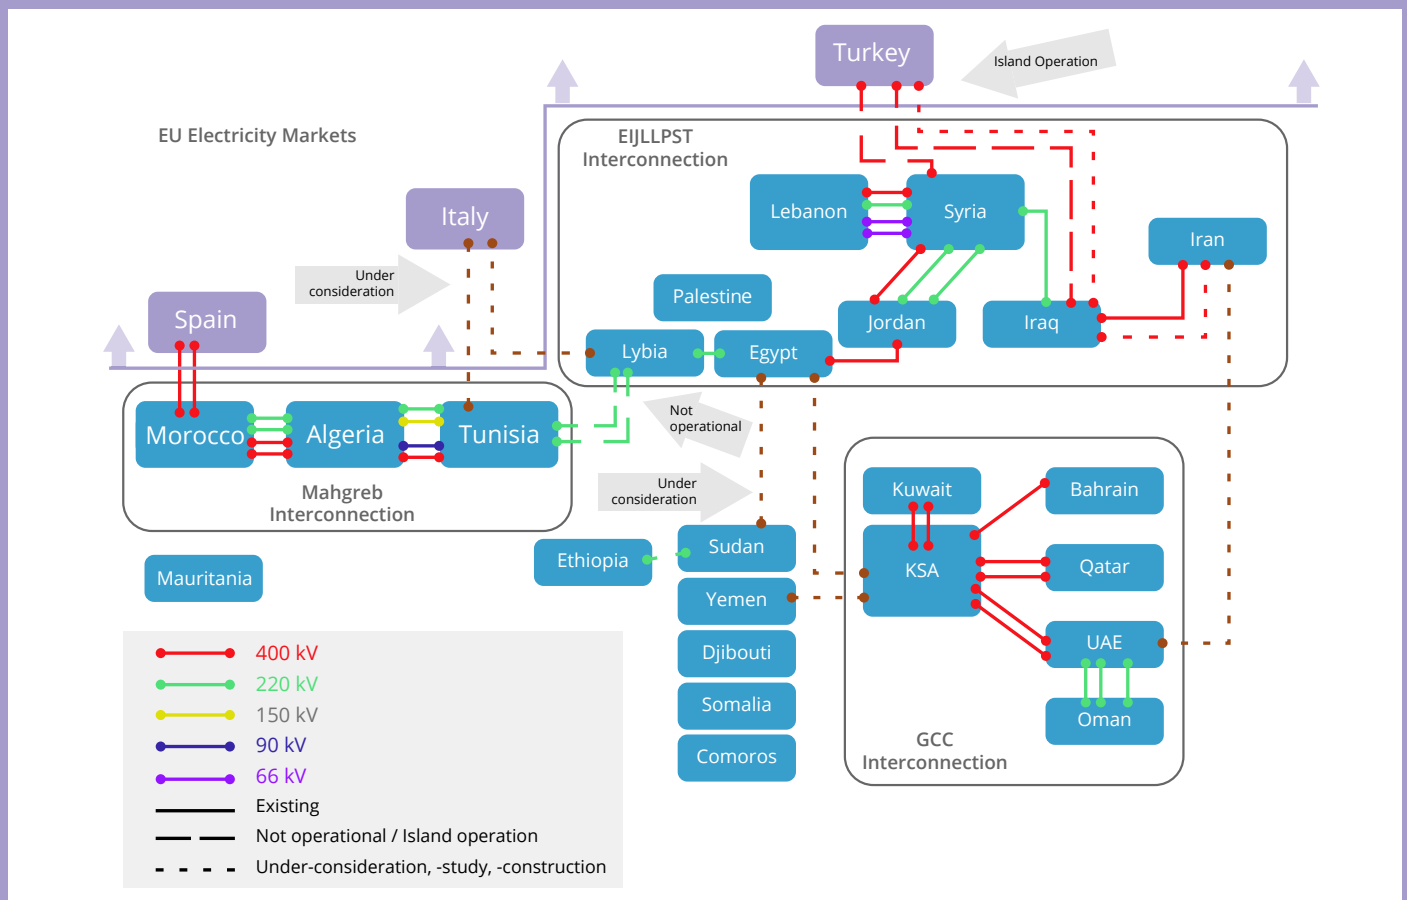 Turkey
Island Operation
EU Electricity Markets
EIJLLPST
Interconnection
Lebanon
Syria
Italy
Iran
Under
consideration
Palestine
Spain
Jordan
Iraq
Lybia
Egypt
Not
operational
Morocco
Algeria
Tunisia
Mahgreb
Interconnection
Under
consideration
Kuwait
Bahrain
Ethiopia
Sudan
KSA
Qatar
Mauritania
Yemen
UAE
Djibouti
Somalia
Oman
Comoros
GCC
Interconnection
400 kV
220 kV
150 kV
90 kV
66 kV
Existing
Not operational / Island operation
Under-consideration, -study, -construction